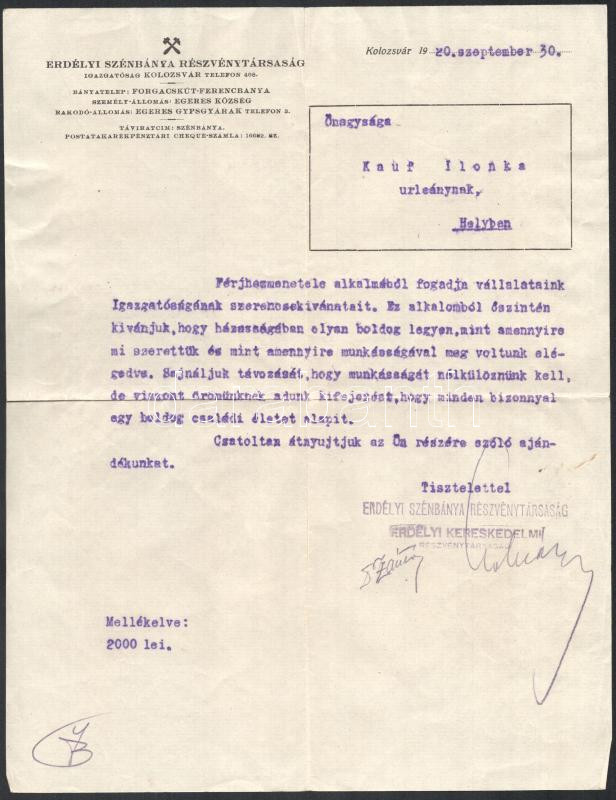 ERDÉLYI SZÉNBÁNYA RÉSZVÉNYTÁRSASÁG
IGAZGATÓSÁG KOLOZSVÁR TELEFON 408.
BÁNYATELEP: FORGÁCSKÚT-FERENCBÁNYA
SZEMÉLY-ÁLLOMÁS: EGERES KÖZSÉG
RAKODÓ-ÁLLOMÁS: EGERES GYPSGYÁRAK TELEFON 3.
TÁVIRATCIM: SZÉNBÁNYA.
POSTATAKARÉKPÉNZTÁRI CHEQUE-SZÁMLA:
Kolozsvár 19 20.szeptember 30.
Önagysága
Kauf Ilonka
urleánynak,
Helyben
Férjhezmenetele alkalmából fogadja vállalataink
Igazgatóságának szerencsekivánatait. Ez alkalomból őszintén
kivánjuk,hogy házasságában olyan boldog legyen,mint amennyire
mi szerettük és mint amennyire munkásságával meg voltunk elé-
gedve. Sajnáljuk távozását,hogy munkásságát nélkülöznünk kell,
de viszont örömünknek adunk kifejezést,hogy minden bizonnyal
egy boldog családi életet alapit.
Csatoltan átnyujtjuk az Ön részére szóló aján-
dékunkat.
Tisztelettel
ERDÉLYI SZÉNBÁNYA RÉSZVÉNYTÁRSASÁG
ERDÉLYI KERESKEDELMI
RÉSZVÉNYTÁRSASÁG
Mellékelve:
2000 lei.